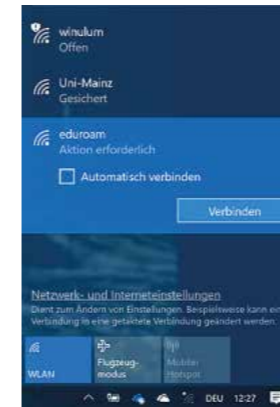 winulum
Offen
Uni-Mainz
Gesichert
eduroam
Aktion erforderlich
Automatisch verbinden
Verbinden
Netzwerk- und Interneteinstellungen
Dient zum Ändern von Einstellungen. Beispielsweise kann ein
Verbindung in eine getaktete Verbindung geändert werden.
WLAN
Flugzeug-
modus
Mobiler
Hotspot
DEU 12:27